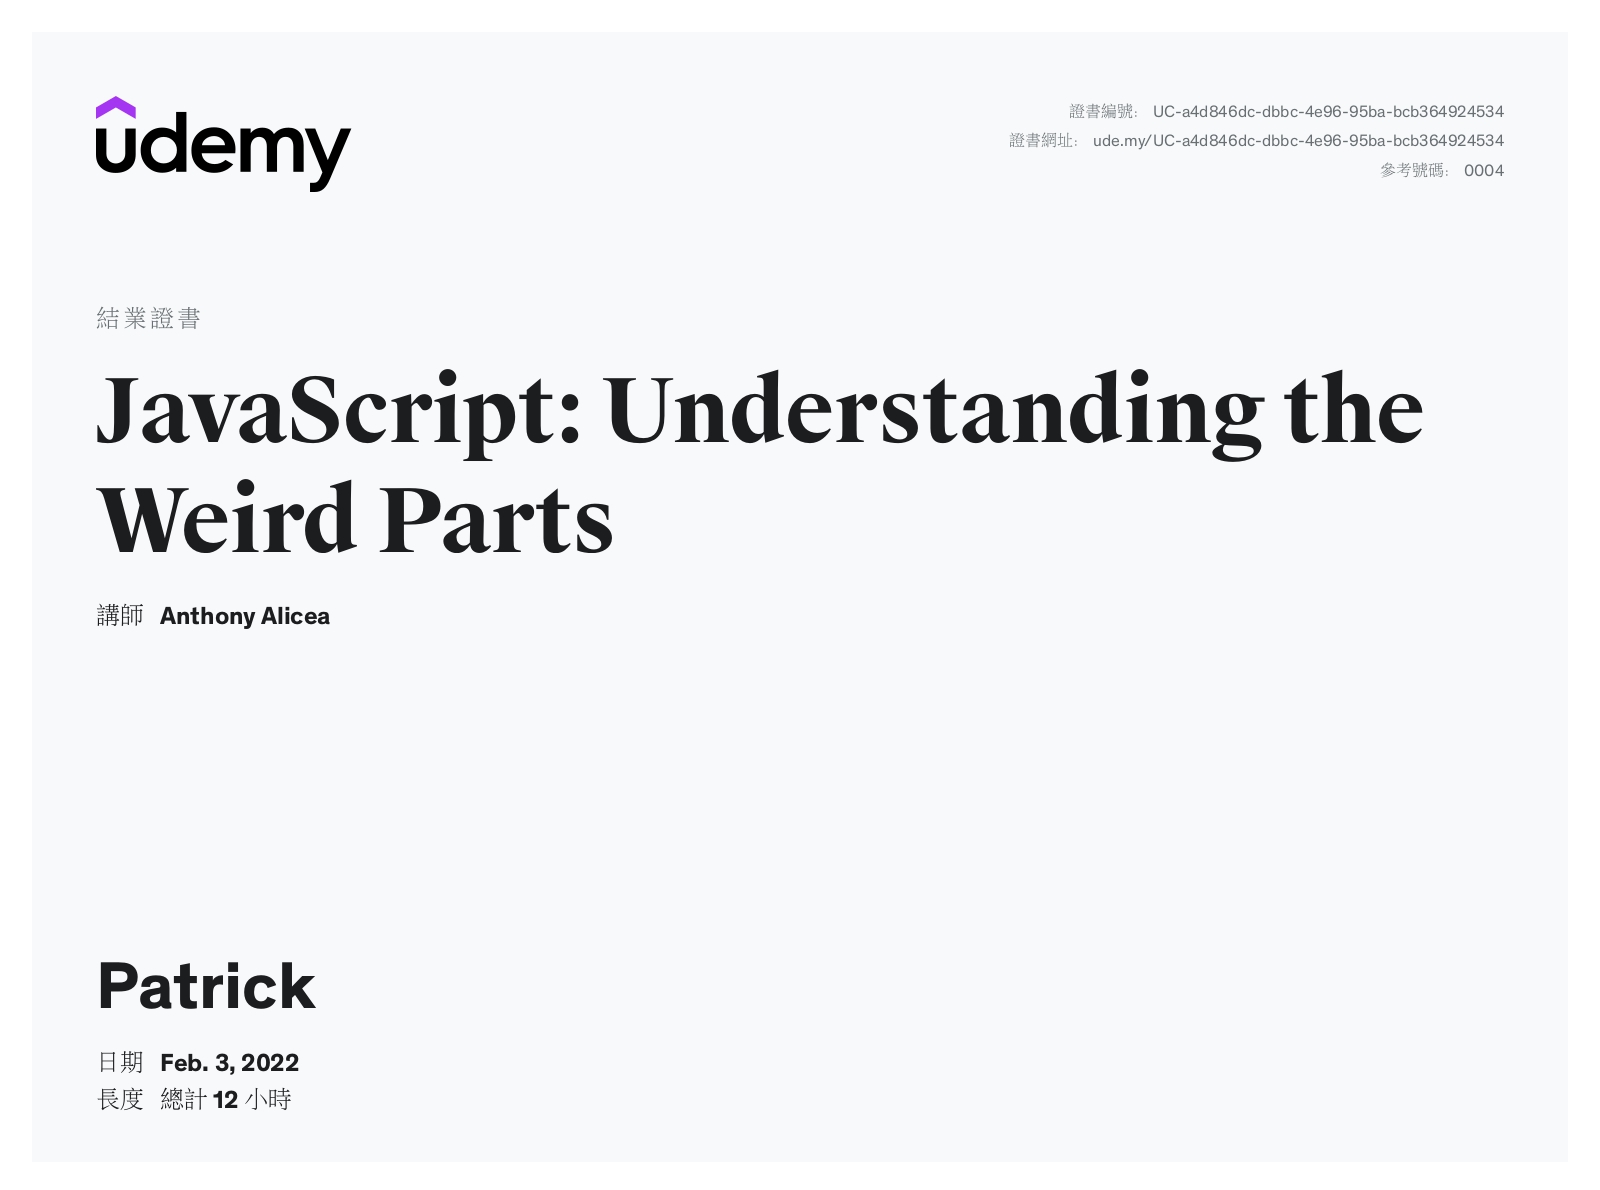 udemy
證書編號: UC-a4d846dc-dbbc-4e96-95ba-bcb364924534
證書網址: ude.my/UC-a4d846dc-dbbc-4e96-95ba-bcb364924534
參考號碼: 0004
結業證書
JavaScript: Understanding the
Weird Parts
講師 Anthony Alicea
Patrick
日期 Feb. 3, 2022
長度 總計 12 小時